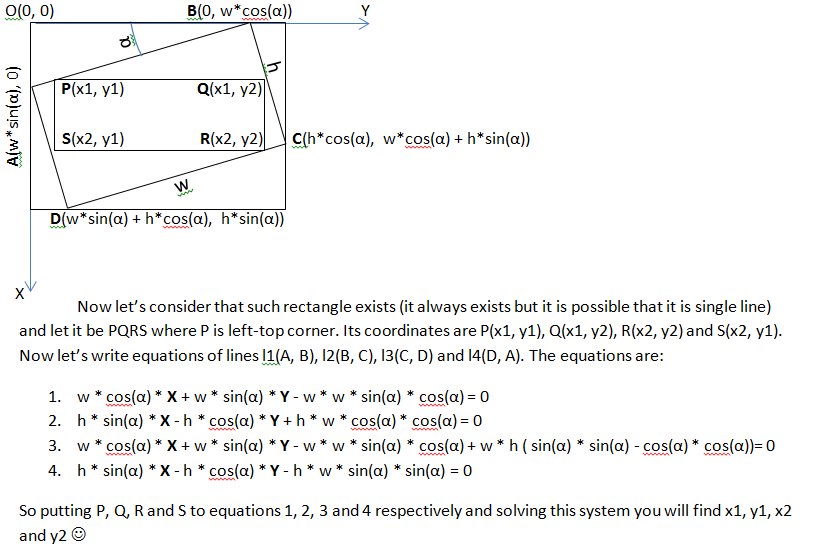 O(0, 0) B(0, w*cos(α)) Y
α
h
A(w*sin(α), 0)
P(x1, y1) Q(x1, y2)
S(x2, y1) R(x2, y2) C(h*cos(α), w*cos(α) + h*sin(α))
w
D(w*sin(α) + h*cos(α), h*sin(α))
X
Now let's consider that such rectangle exists (it always exists but it is possible that it is single line)
and let it be PQRS where P is left-top corner. Its coordinates are P(x1, y1), Q(x1, y2), R(x2, y2) and S(x2, y1).
Now let's write equations of lines l1(A, B), l2(B, C), l3(C, D) and l4(D, A). The equations are:
1. w * cos(α) * X + w * sin(α) * Y - w * w * sin(α) * cos(α) = 0
2. h * sin(α) * X - h * cos(α) * Y + h * w * cos(α) * cos(α) = 0
3. w * cos(α) * X + w * sin(α) * Y - w * w * sin(α) * cos(α) + w * h ( sin(α) * sin(α) - cos(α) * cos(α))= 0
4. h * sin(α) * X - h * cos(α) * Y - h * w * sin(α) * sin(α) = 0
So putting P, Q, R and S to equations 1, 2, 3 and 4 respectively and solving this system you will find x1, y1, x2
and y2 ☺